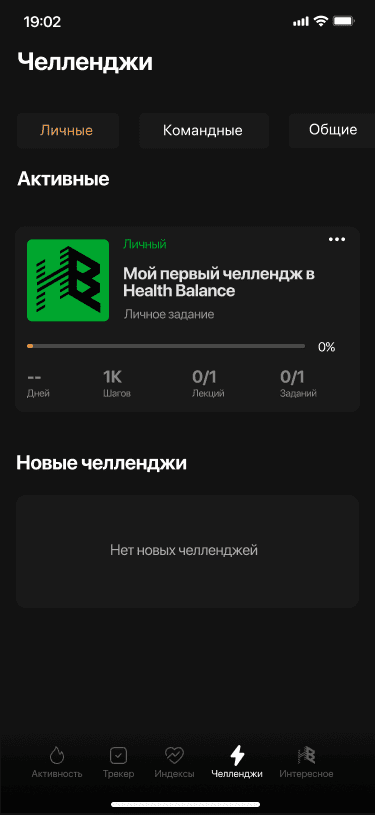 19:02
Челленджи
Личные
Командные
Общие
Активные
Личный
Мой первый челлендж в
Health Balance
Личное задание
0%
-- 1K 0/1 0/1
Дней Шагов Лекций Заданий
Новые челленджи
Нет новых челленджей
Активность Трекер Индексы Челленджи Интересное